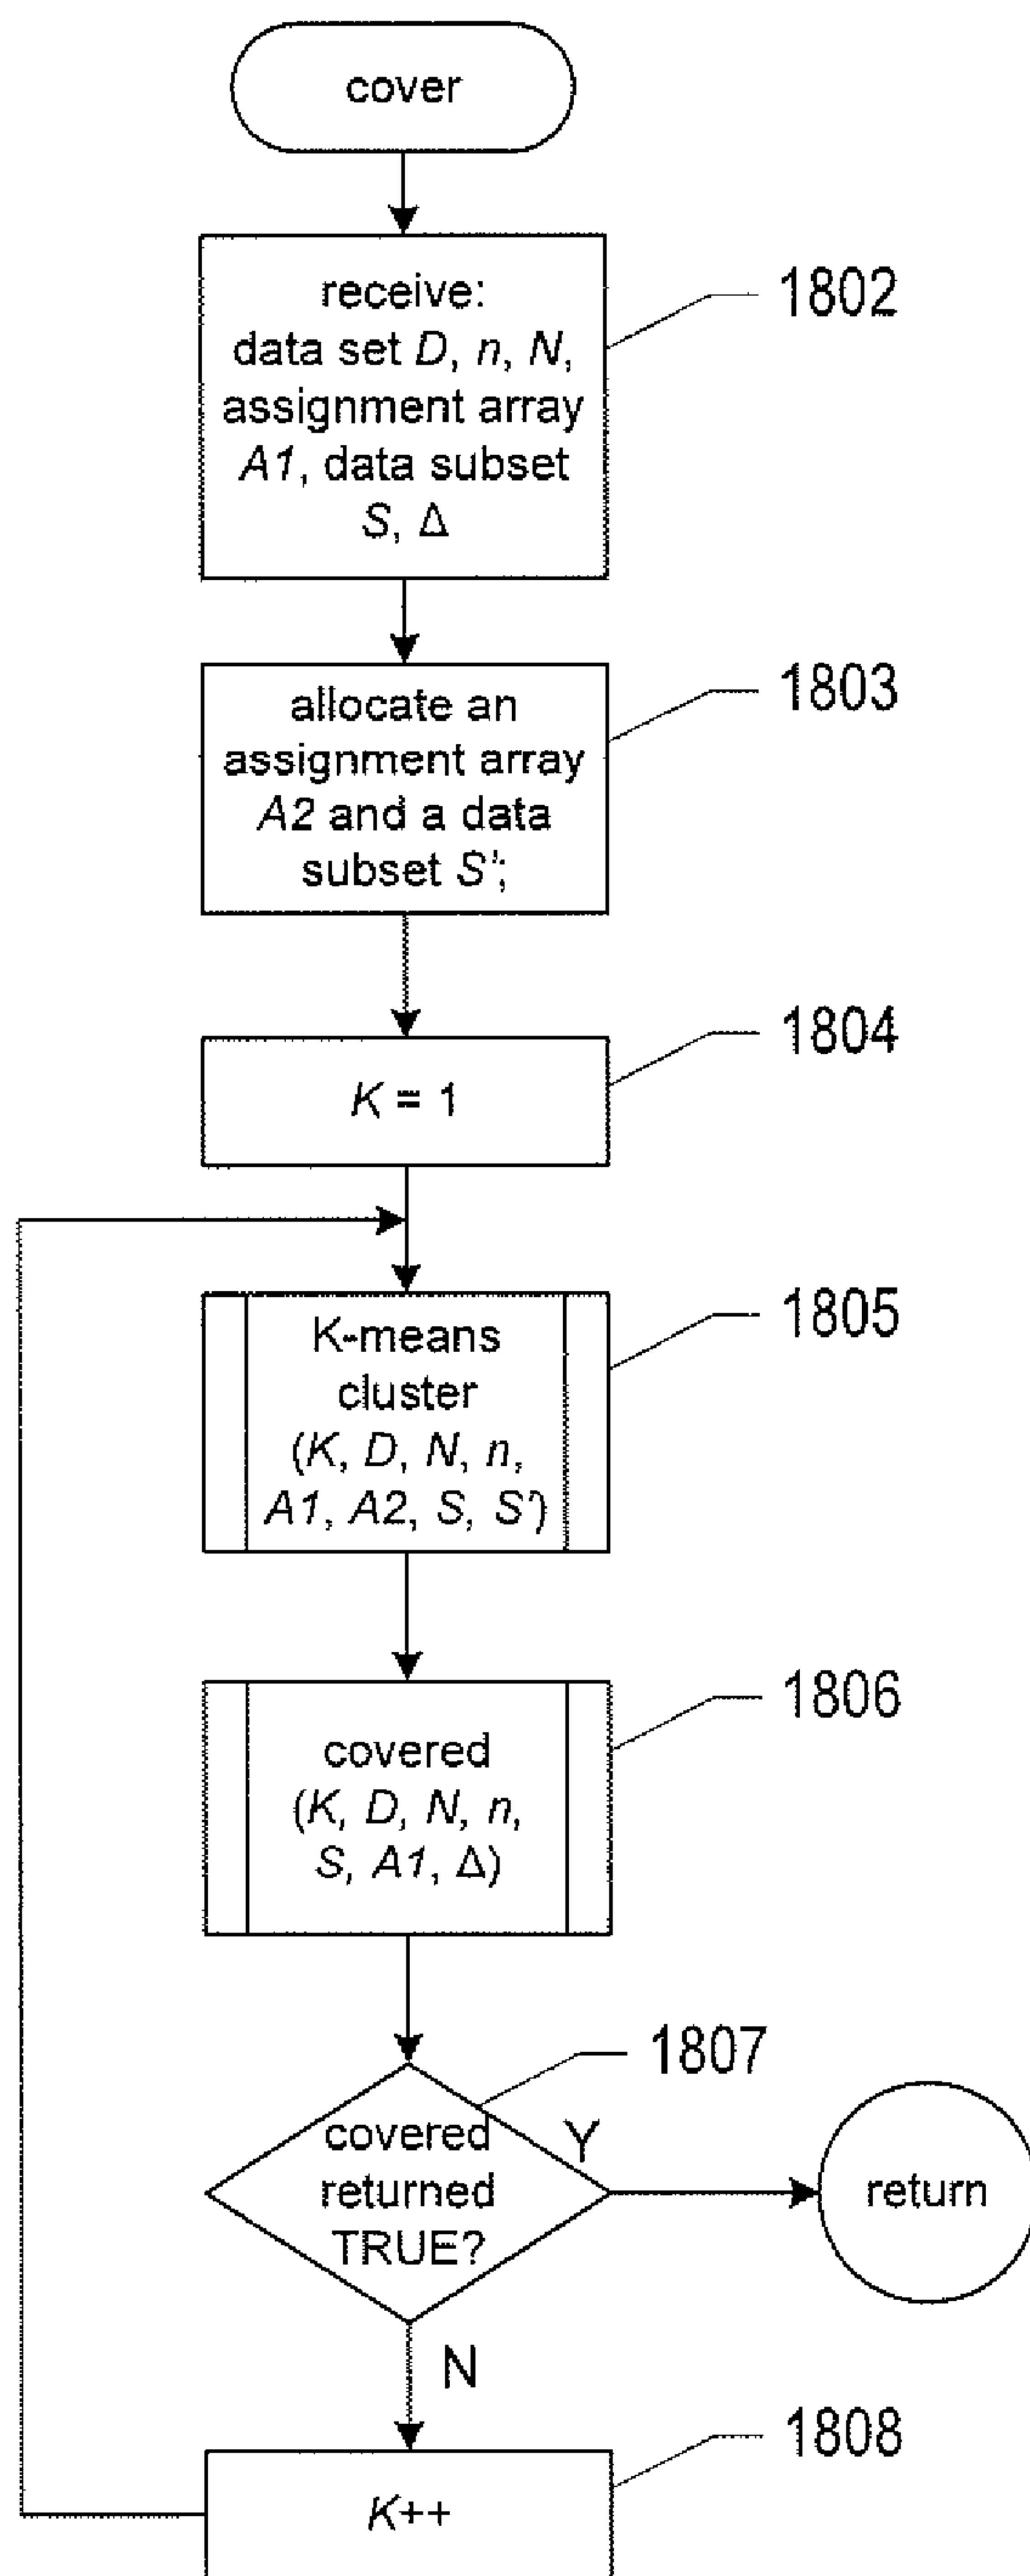 cover
receive:
data set D, n, N,
assignment array
A1, data subset
S, Δ
1802
allocate an
assignment array
A2 and a data
subset S';
1803
K = 1
1804
K-means
cluster
(K, D, N, n,
A1, A2, S, S')
1805
covered
(K, D, N, n,
S, A1, Δ)
1806
covered
returned
TRUE?
1807
Y
return
N
K++
1808